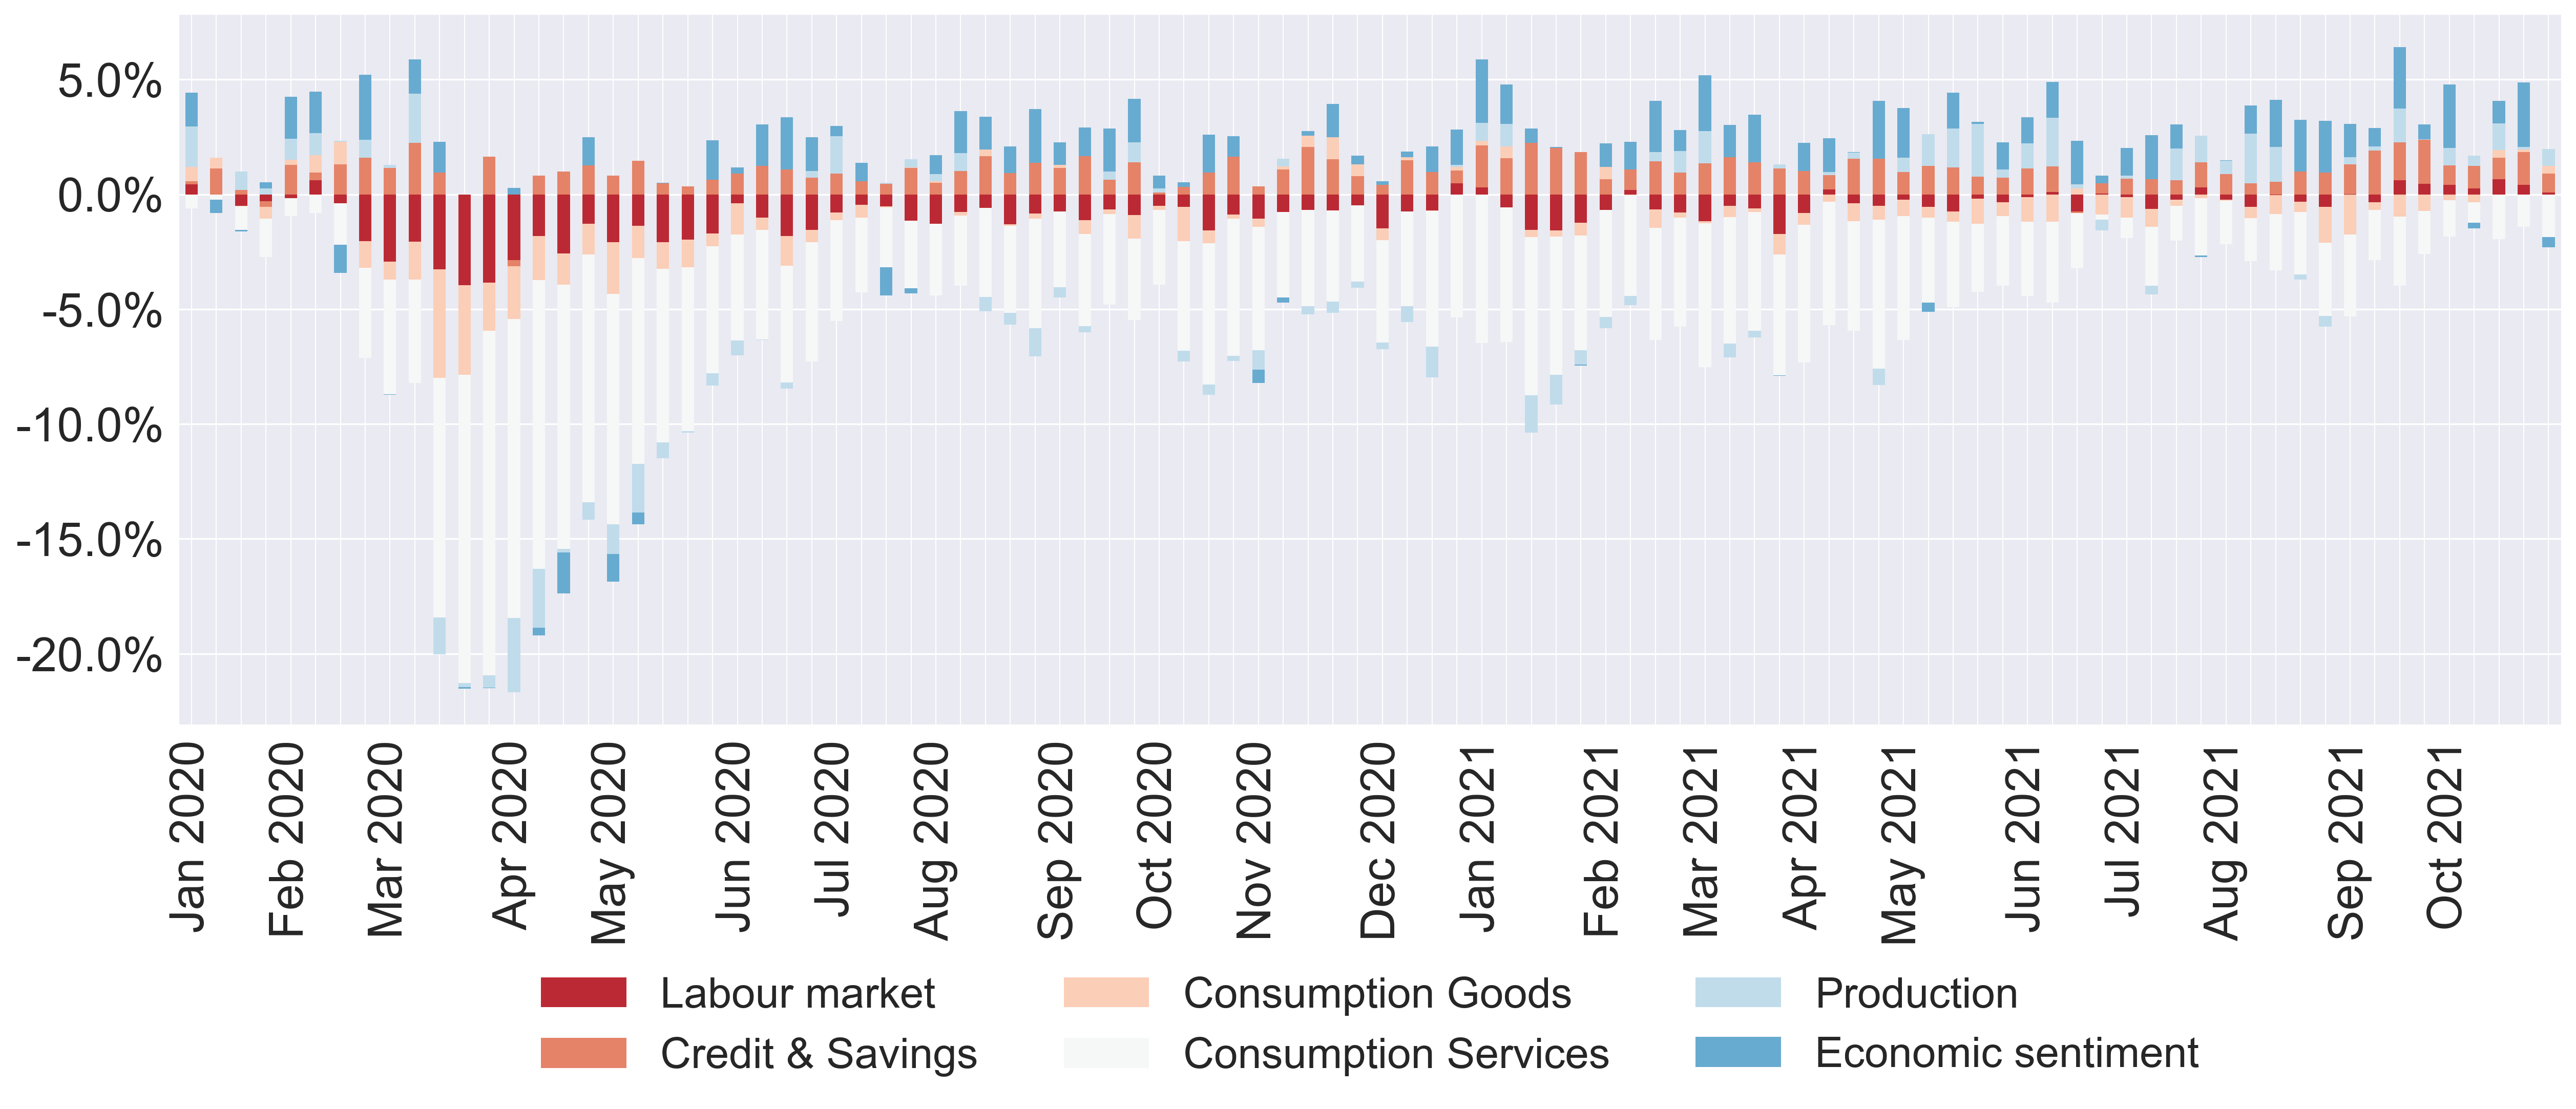 5.0%
0.0%
-5.0%
-10.0%
-15.0%
-20.0%
Jan 2020
Feb 2020
Mar 2020
Apr 2020
May 2020
Jun 2020
Jul 2020
Aug 2020
Sep 2020
Oct 2020
Nov 2020
Dec 2020
Jan 2021
Feb 2021
Mar 2021
Apr 2021
May 2021
Jun 2021
Jul 2021
Aug 2021
Sep 2021
Oct 2021
Labour market
Consumption Goods
Production
Credit & Savings
Consumption Services
Economic sentiment